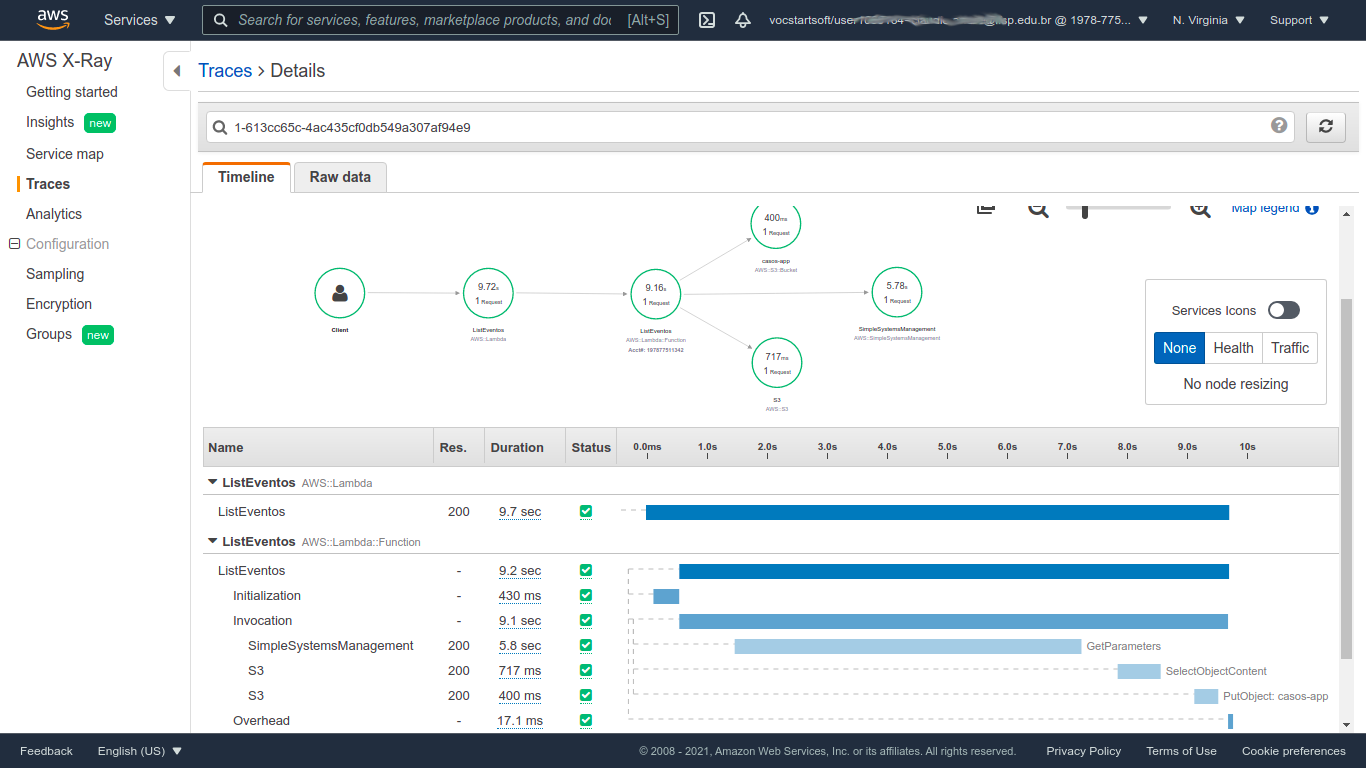 aws Services Search for services, features, marketplace products, and doc [Alt+S] @ 1978-775... N. Virginia Support
AWS X-Ray
Getting started
Insights new
Service map
Traces
Analytics
Configuration
Sampling
Encryption
Groups new
Traces > Details
1-613cc65c-4ac435cf0db549a307af94e9
Timeline Raw data
Map legend
400ms
1 Request
casos-app
AWS::S3::Bucket
Client
9.72s
1 Request
ListEventos
AWS::Lambda
9.16s
1 Request
ListEventos
AWS::Lambda::Function
Acct#: 197877511342
5.78s
1 Request
SimpleSystemsManagement
AWS::SimpleSystemsManagement
717ms
1 Request
S3
AWS::S3
Services Icons
None Health Traffic
No node resizing
Name Res. Duration Status 0.0ms 1.0s 2.0s 3.0s 4.0s 5.0s 6.0s 7.0s 8.0s 9.0s 10s
ListEventos AWS::Lambda
ListEventos 200 9.7 sec
ListEventos AWS::Lambda::Function
ListEventos - 9.2 sec
Initialization - 430 ms
Invocation - 9.1 sec
SimpleSystemsManagement 200 5.8 sec GetParameters
S3 200 717 ms SelectObjectContent
S3 200 400 ms PutObject: casos-app
Overhead - 17.1 ms
Feedback English (US) © 2008 - 2021, Amazon Web Services, Inc. or its affiliates. All rights reserved. Privacy Policy Terms of Use Cookie preferences